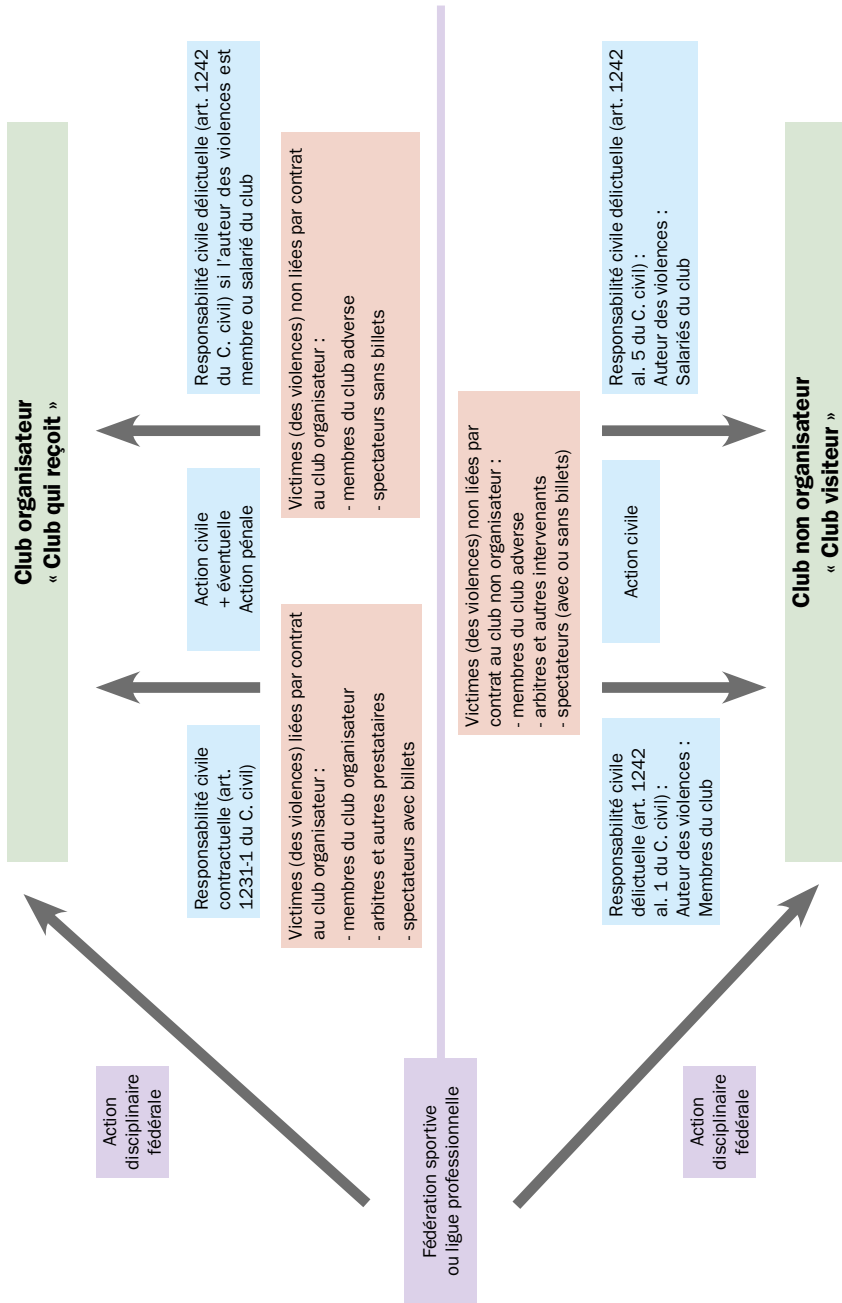 Club organisateur
« Club qui reçoit »
Action
disciplinaire
fédérale
Responsabilité civile
contractuelle (art.
1231-1 du C. civil)
Action civile
+ éventuelle
Action pénale
Responsabilité civile délictuelle (art. 1242
du C. civil) si l'auteur des violences est
membre ou salarié du club
Victimes (des violences) liées par contrat
au club organisateur :
- membres du club organisateur
- arbitres et autres prestataires
- spectateurs avec billets
Victimes (des violences) non liées par contrat
au club organisateur :
- membres du club adverse
- spectateurs sans billets
Fédération sportive
ou ligue professionnelle
Victimes (des violences) non liées par
contrat au club non organisateur :
- membres du club adverse
- arbitres et autres intervenants
- spectateurs (avec ou sans billets)
Action
disciplinaire
fédérale
Responsabilité civile
délictuelle (art. 1242
al. 1 du C. civil) :
Auteur des violences :
Membres du club
Action civile
Responsabilité civile délictuelle (art. 1242
al. 5 du C. civil) :
Auteur des violences :
Salariés du club
Club non organisateur
« Club visiteur »